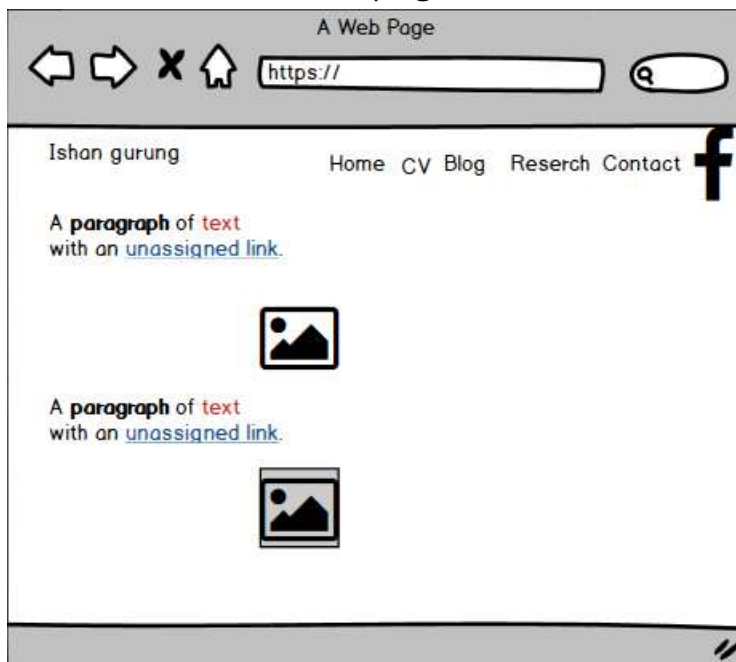 A Web Page
https://
Ishan gurung
Home CV Blog Reserch Contact
A paragraph of text
with an unassigned link.
A paragraph of text
with an unassigned link.